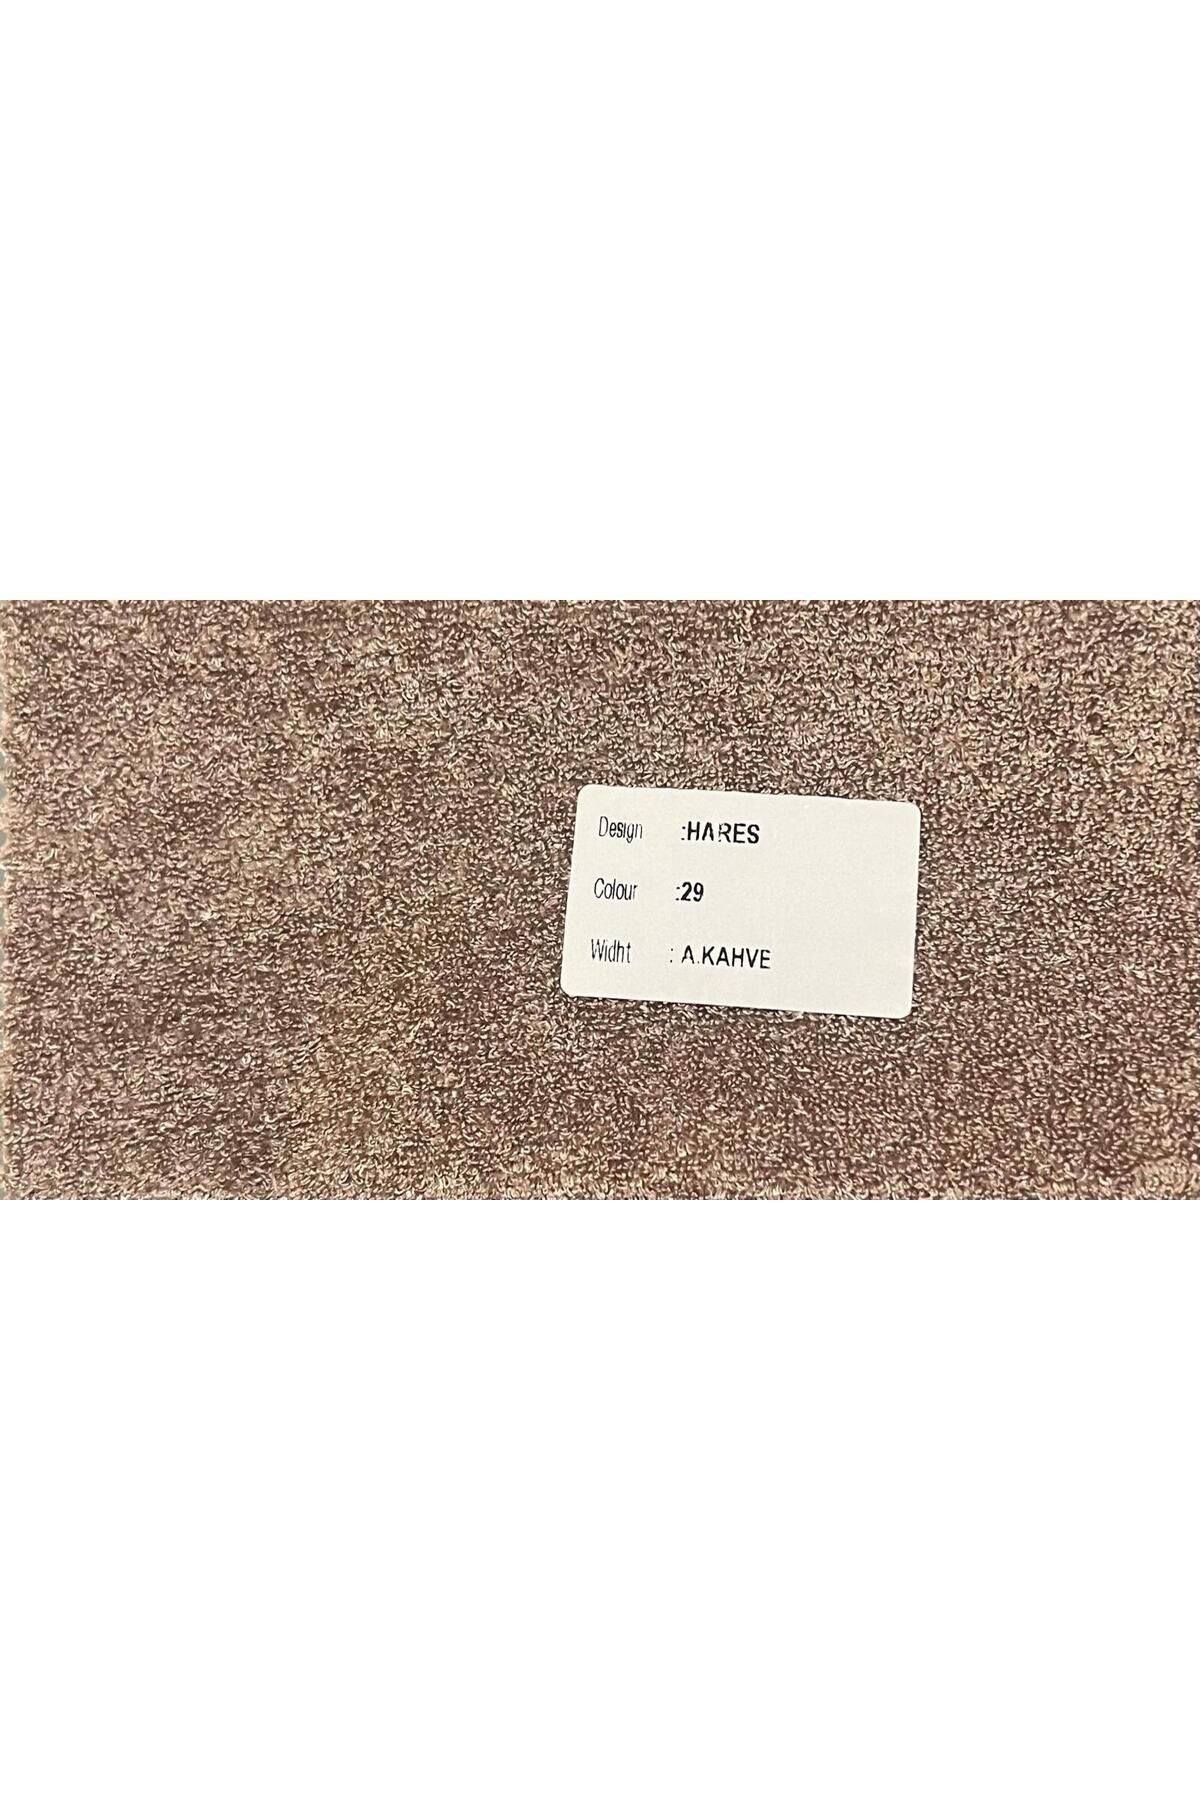 Design :HARES
Colour :29
Widht : A.KAHVE